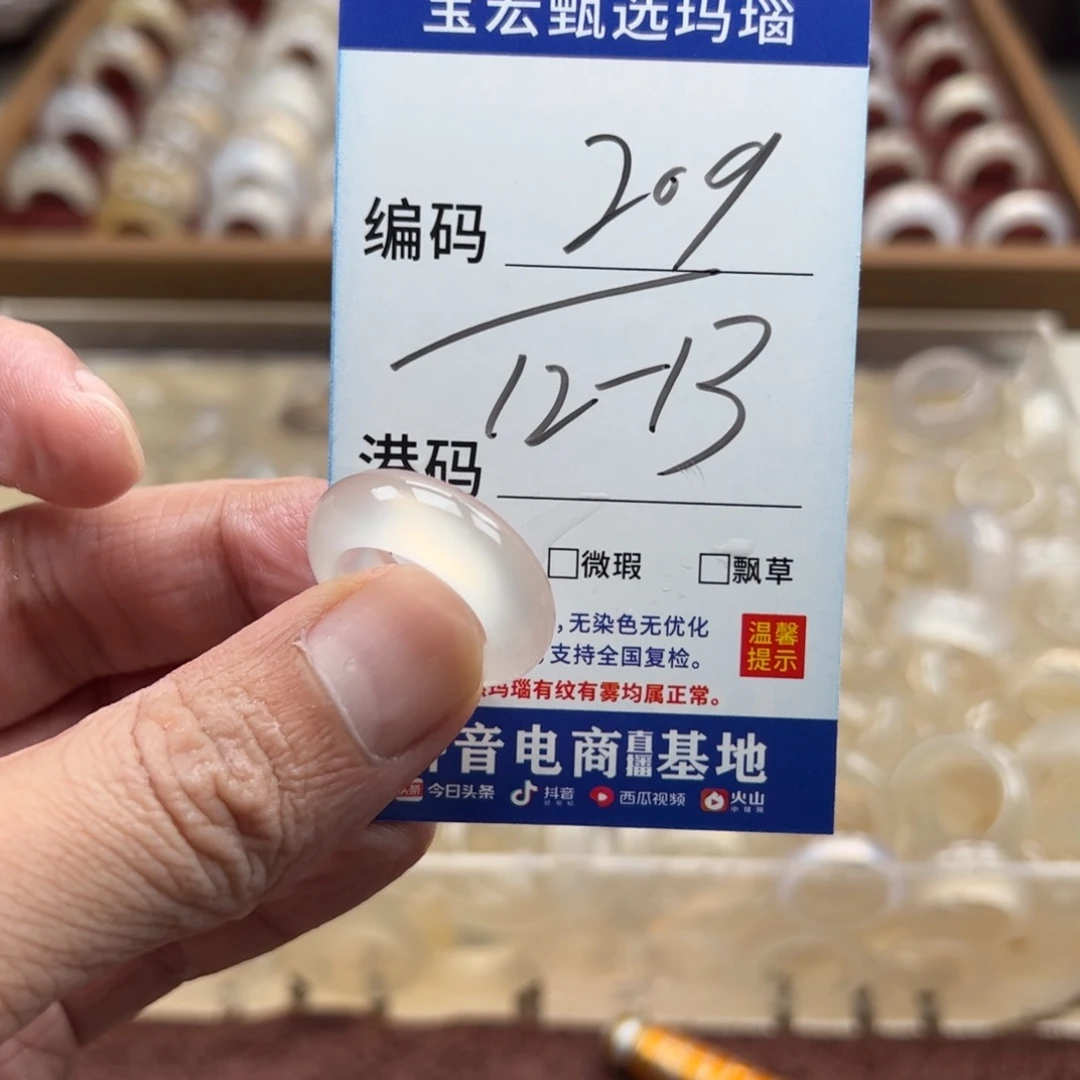 宝宏甄选玛瑙
编码 209
12-13
港码
□微瑕 □飘草
，无染色无优化
支持全国复检。
温馨
提示
玛瑙有纹有雾均属正常。
音电商直播基地
头条 今日头条 抖音 西瓜视频 火山